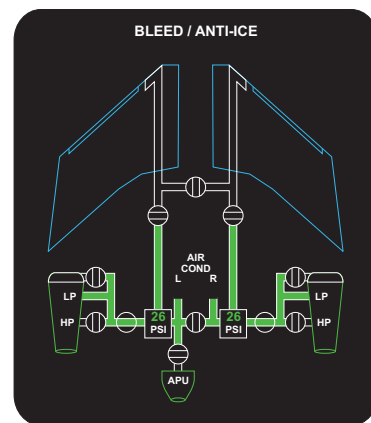 BLEED / ANTI-ICE
AIR
COND
L R
LP LP
26 26
HP PSI PSI HP
APU